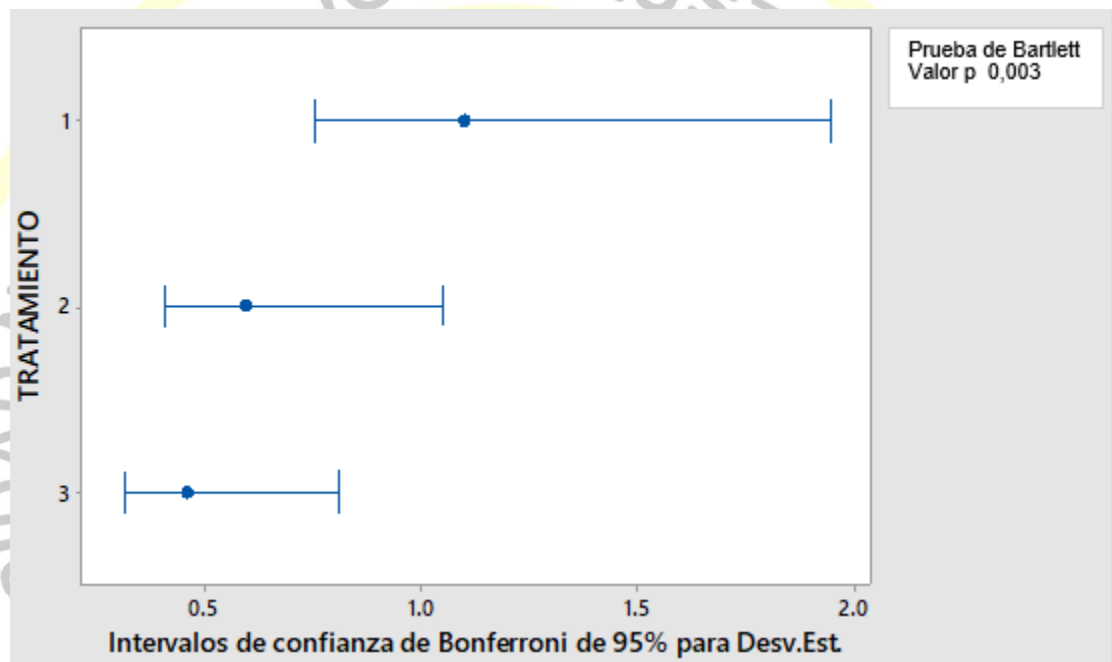 Prueba de Bartlett
Valor p 0,003
TRATAMIENTO
1
2
3
0.5 1.0 1.5 2.0
Intervalos de confianza de Bonferroni de 95% para Desv.Est.